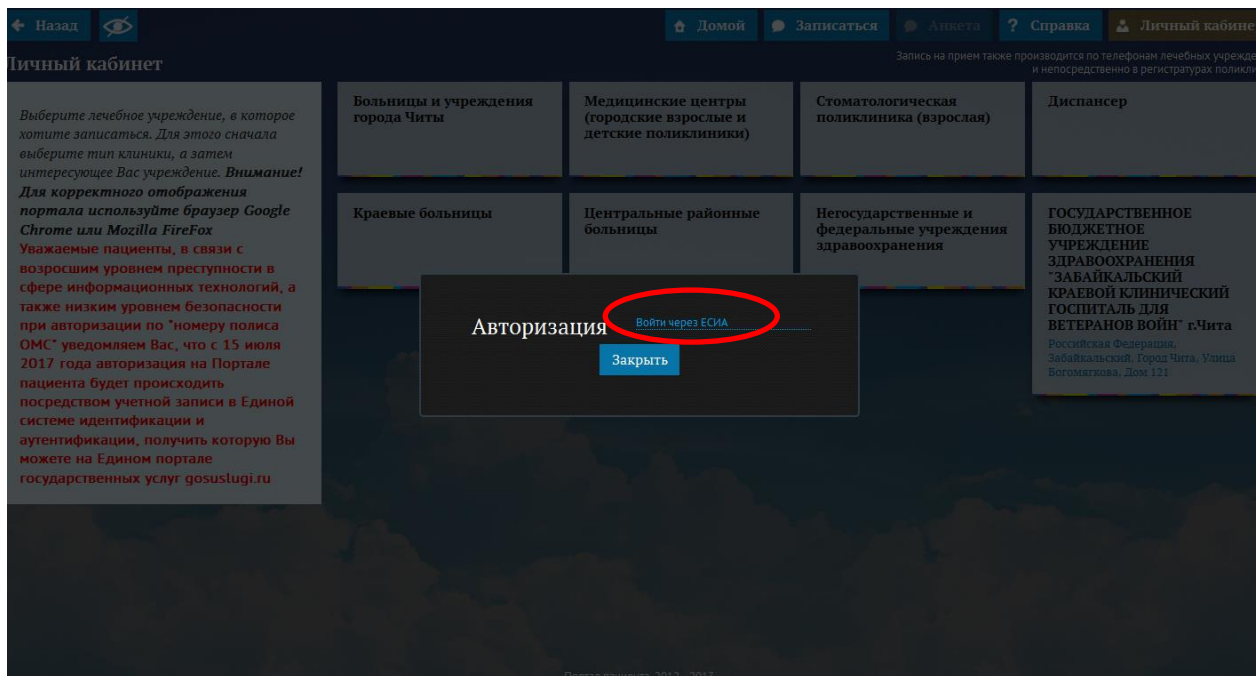 Назад
Домой
Записаться
Анкета
? Справка
Личный кабине
Личный кабинет
Запись на прием также производится по телефонам лечебных учрежде
и непосредственно в регистратурах поликли
Выберите лечебное учреждение, в которое
хотите записаться. Для этого сначала
выберите тип клиники, а затем
интересующее Вас учреждение. Внимание!
Для корректного отображения
портала используйте браузер Google
Chrome или Mozilla FireFox
Уважаемые пациенты, в связи с
возросшим уровнем преступности в
сфере информационных технологий, а
также низким уровнем безопасности
при авторизации по "номеру полиса
ОМС" уведомляем Вас, что с 15 июля
2017 года авторизация на Портале
пациента будет происходить
посредством учетной записи в Единой
системе идентификации и
аутентификации, получить которую Вы
можете на Едином портале
государственных услуг gosuslugi.ru
Больницы и учреждения
города Читы
Медицинские центры
(городские взрослые и
детские поликлиники)
Стоматологическая
поликлиника (взрослая)
Диспансер
Краевые больницы
Центральные районные
больницы
Негосударственные и
федеральные учреждения
здравоохранения
ГОСУДАРСТВЕННОЕ
БЮДЖЕТНОЕ
УЧРЕЖДЕНИЕ
ЗДРАВООХРАНЕНИЯ
"ЗАБАЙКАЛЬСКИЙ
КРАЕВОЙ КЛИНИЧЕСКИЙ
ГОСПИТАЛЬ ДЛЯ
ВЕТЕРАНОВ ВОЙН" г.Чита
Российская Федерация,
Забайкальский, Город Чита, Улица
Богомягкова, Дом 121
Авторизация
Войти через ЕСИА
Закрыть